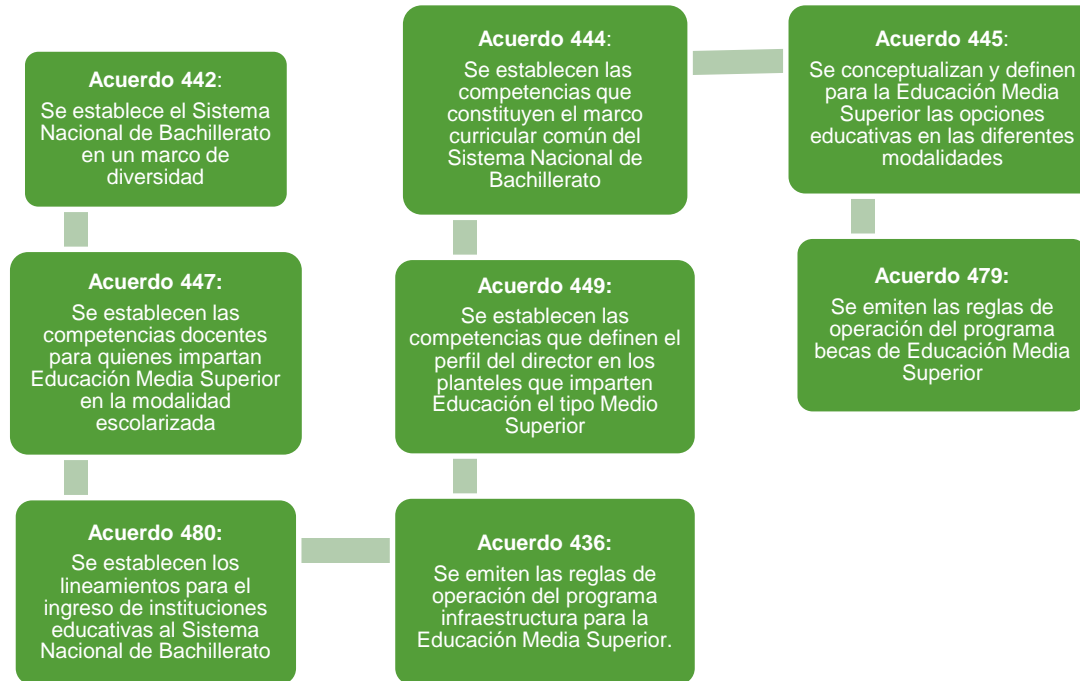 Acuerdo 442:
Se establece el Sistema
Nacional de Bachillerato
en un marco de
diversidad
Acuerdo 447:
Se establecen las
competencias docentes
para quienes impartan
Educación Media Superior
en la modalidad
escolarizada
Acuerdo 480:
Se establecen los
lineamientos para el
ingreso de instituciones
educativas al Sistema
Nacional de Bachillerato
Acuerdo 436:
Se emiten las reglas de
operación del programa
infraestructura para la
Educación Media Superior.
Acuerdo 449:
Se establecen las
competencias que definen el
perfil del director en los
planteles que imparten
Educación el tipo Medio
Superior
Acuerdo 444:
Se establecen las
competencias que
constituyen el marco
curricular común del
Sistema Nacional de
Bachillerato
Acuerdo 445:
Se conceptualizan y definen
para la Educación Media
Superior las opciones
educativas en las diferentes
modalidades
Acuerdo 479:
Se emiten las reglas de
operación del programa
becas de Educación Media
Superior